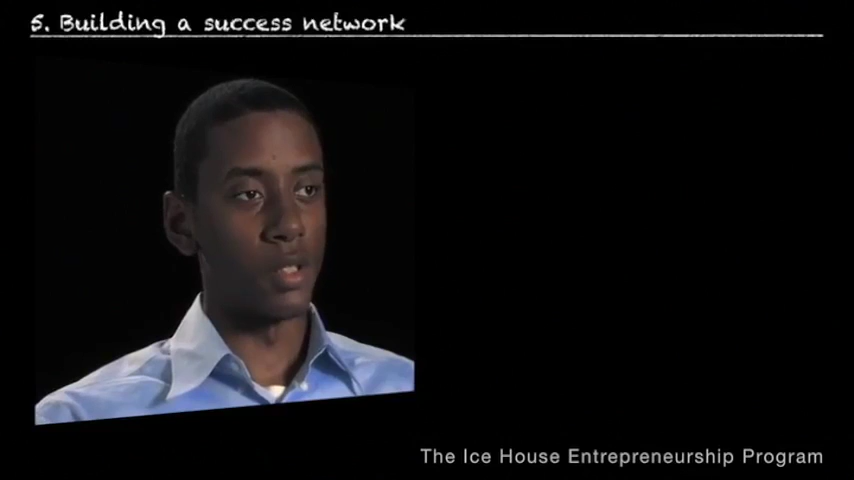 5. Building a success network
The Ice House Entrepreneurship Program